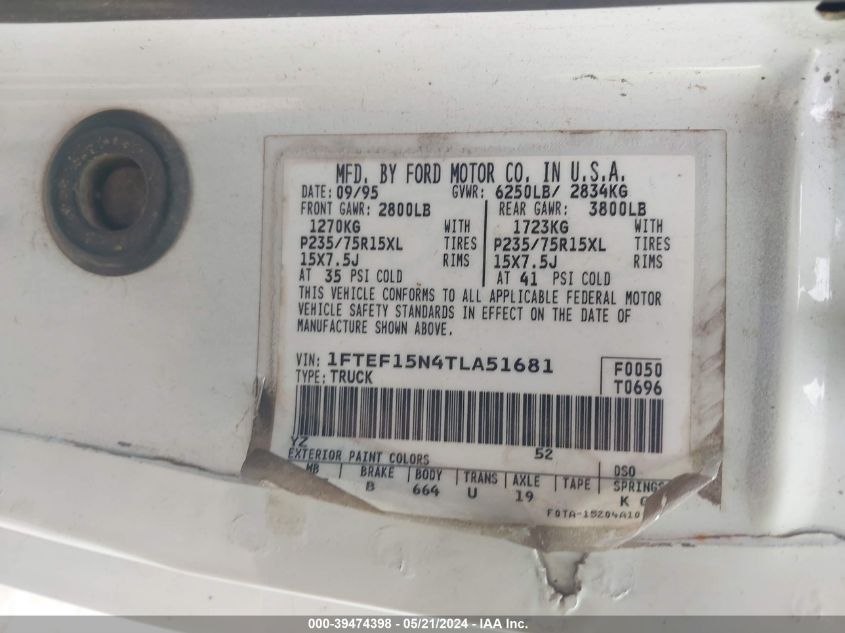 MFD. BY FORD MOTOR CO. IN U.S.A.
DATE: 09/95 GVWR: 6250LB/ 2834KG
FRONT GAWR: 2800LB REAR GAWR: 3800LB
1270KG WITH 1723KG WITH
P235/75R15XL TIRES P235/75R15XL TIRES
15X7.5J RIMS 15X7.5J RIMS
AT 35 PSI COLD AT 41 PSI COLD
THIS VEHICLE CONFORMS TO ALL APPLICABLE FEDERAL MOTOR
VEHICLE SAFETY STANDARDS IN EFFECT ON THE DATE OF
MANUFACTURE SHOWN ABOVE.
VIN: 1FTEF15N4TLA51681 F0050
TYPE: TRUCK T0696
YZ 52
EXTERIOR PAINT COLORS DSO
WB BRAKE BODY TRANS AXLE TAPE SPRINGS
B 664 U 19 K
F0TA-15204A10
000-39474398 - 05/21/2024 - IAA Inc.